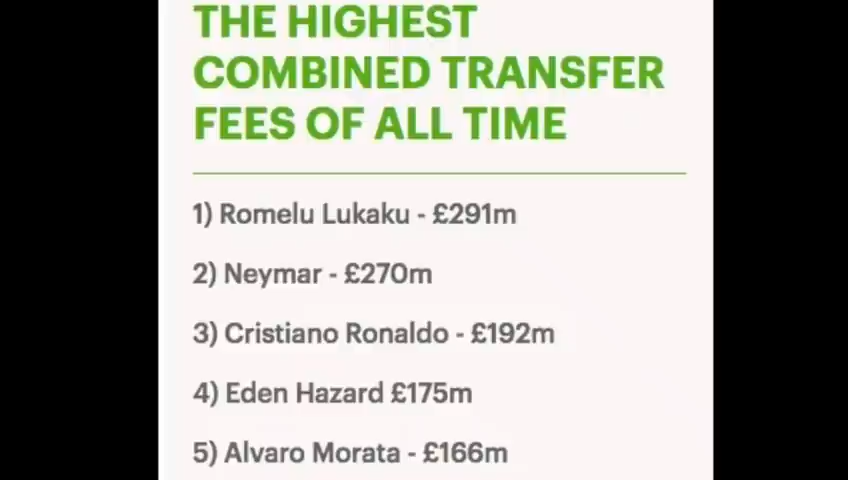 THE HIGHEST
COMBINED TRANSFER
FEES OF ALL TIME
1) Romelu Lukaku - £291m
2) Neymar - £270m
3) Cristiano Ronaldo - £192m
4) Eden Hazard £175m
5) Alvaro Morata - £166m